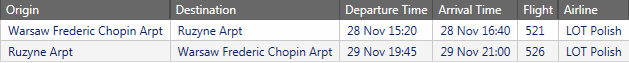 Origin Destination Departure Time Arrival Time Flight Airline
Warsaw Frederic Chopin Arpt Ruzyne Arpt 28 Nov 15:20 28 Nov 16:40 521 LOT Polish
Ruzyne Arpt Warsaw Frederic Chopin Arpt 29 Nov 19:45 29 Nov 21:00 526 LOT Polish